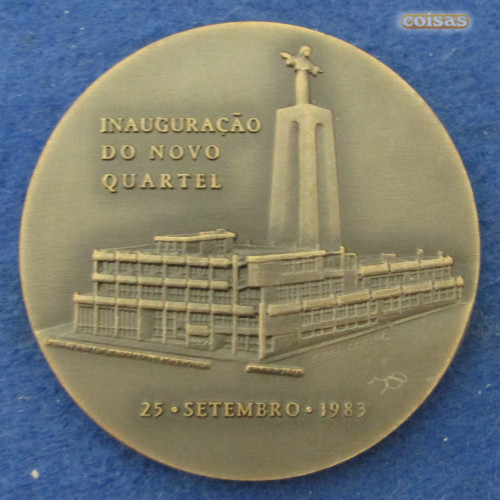 coisas
INAUGURAÇÃO
DO NOVO
QUARTEL
25 • SETEMBRO • 1983